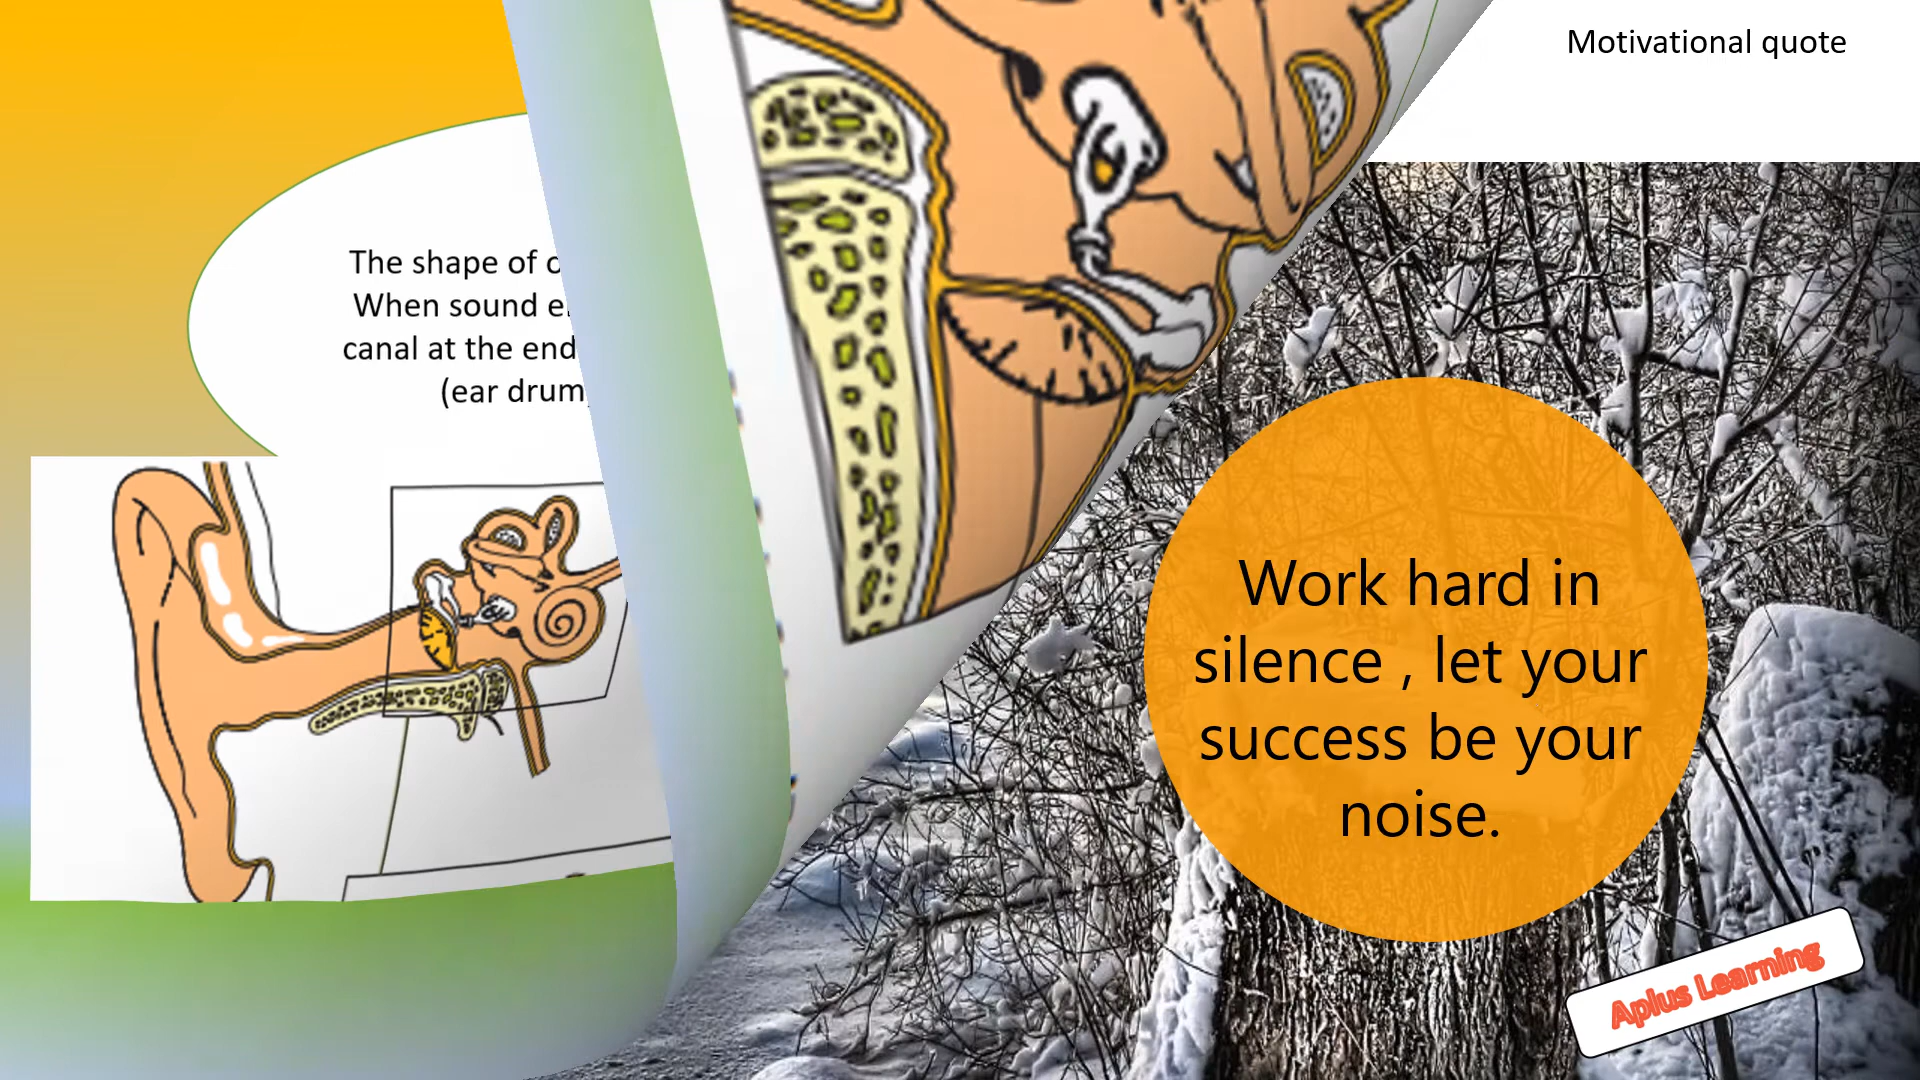 Motivational quote
The shape of
When sound
canal at the end
(ear drum
Work hard in
silence , let your
success be your
noise.
Aplus Learning